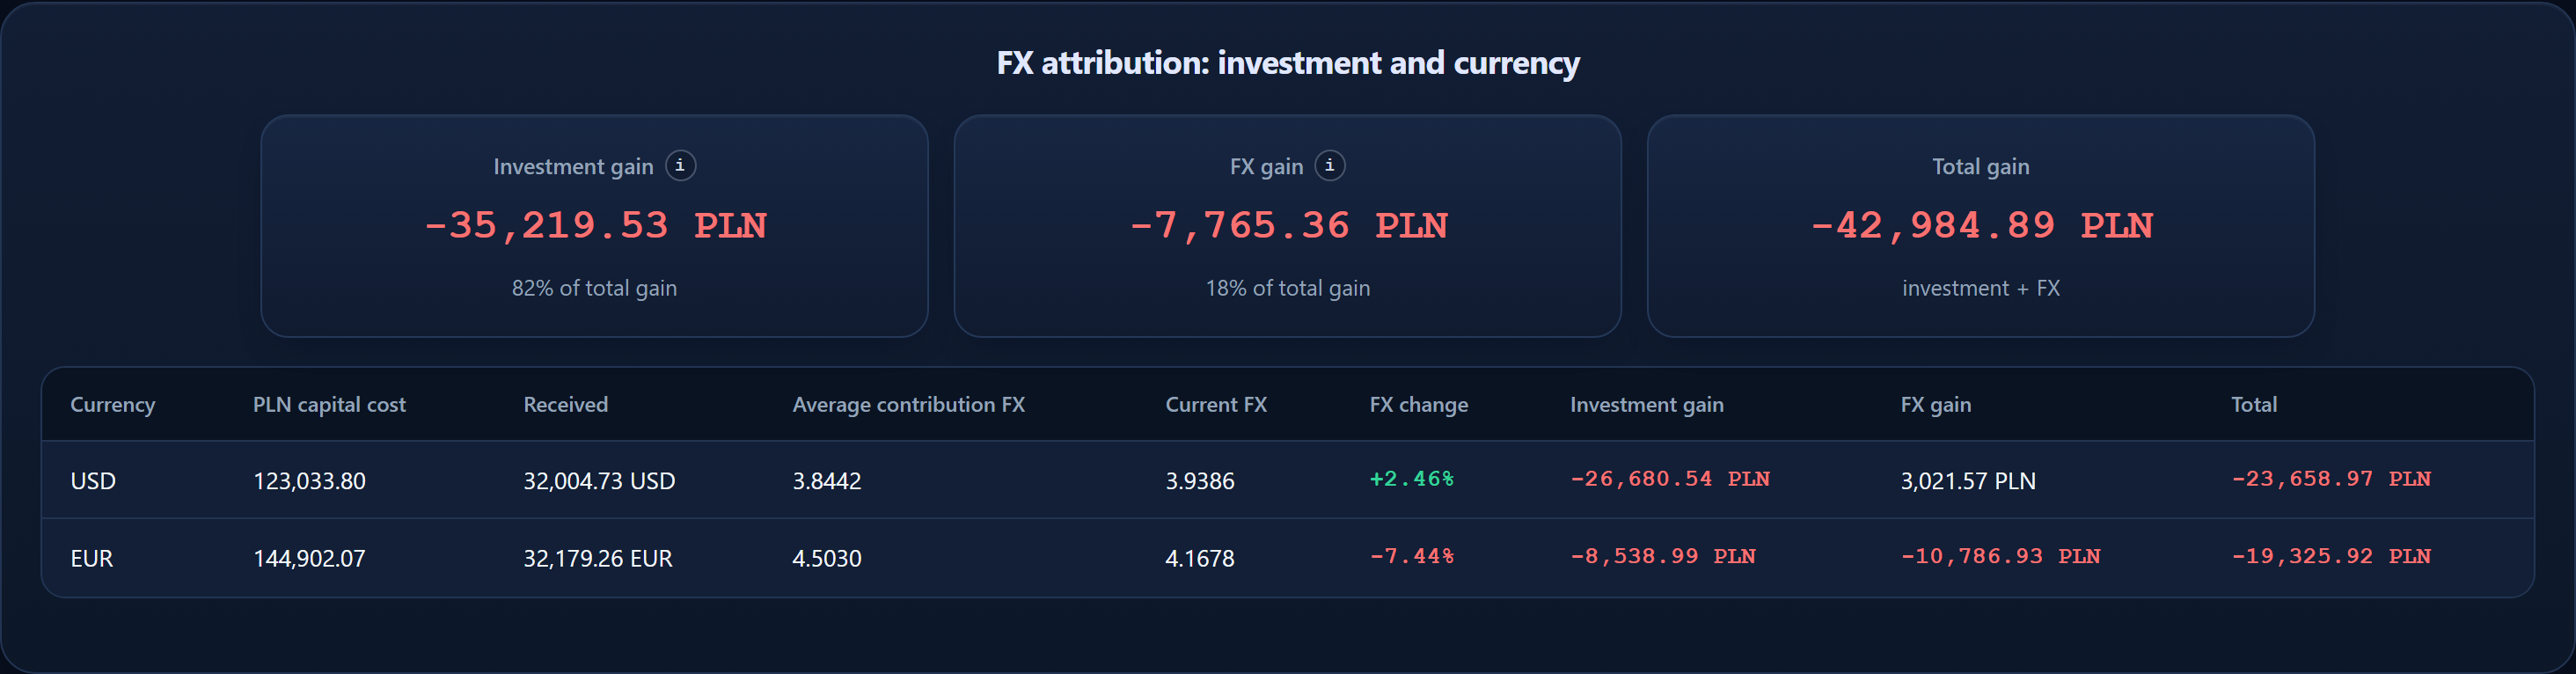 FX attribution: investment and currency
Investment gain i
-35,219.53 PLN
82% of total gain
FX gain i
-7,765.36 PLN
18% of total gain
Total gain
-42,984.89 PLN
investment + FX
Currency PLN capital cost Received Average contribution FX Current FX FX change Investment gain FX gain Total
USD 123,033.80 32,004.73 USD 3.8442 3.9386 +2.46% -26,680.54 PLN 3,021.57 PLN -23,658.97 PLN
EUR 144,902.07 32,179.26 EUR 4.5030 4.1678 -7.44% -8,538.99 PLN -10,786.93 PLN -19,325.92 PLN